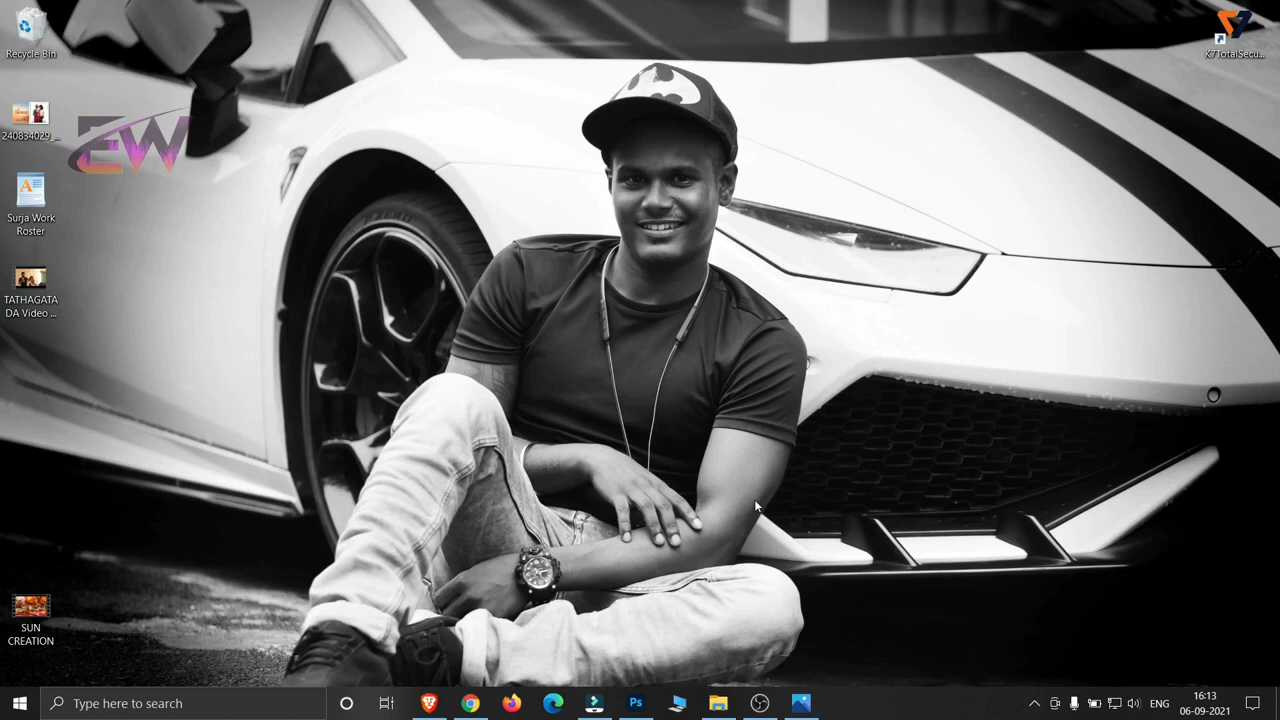 Recycle Bin
240834029_...
Surja Work
Roster
TATHAGATA
DA Video ...
SUN
CREATION
K7TotalSecu...
EW
Type here to search
Ps
ENG
16:13
06-09-2021